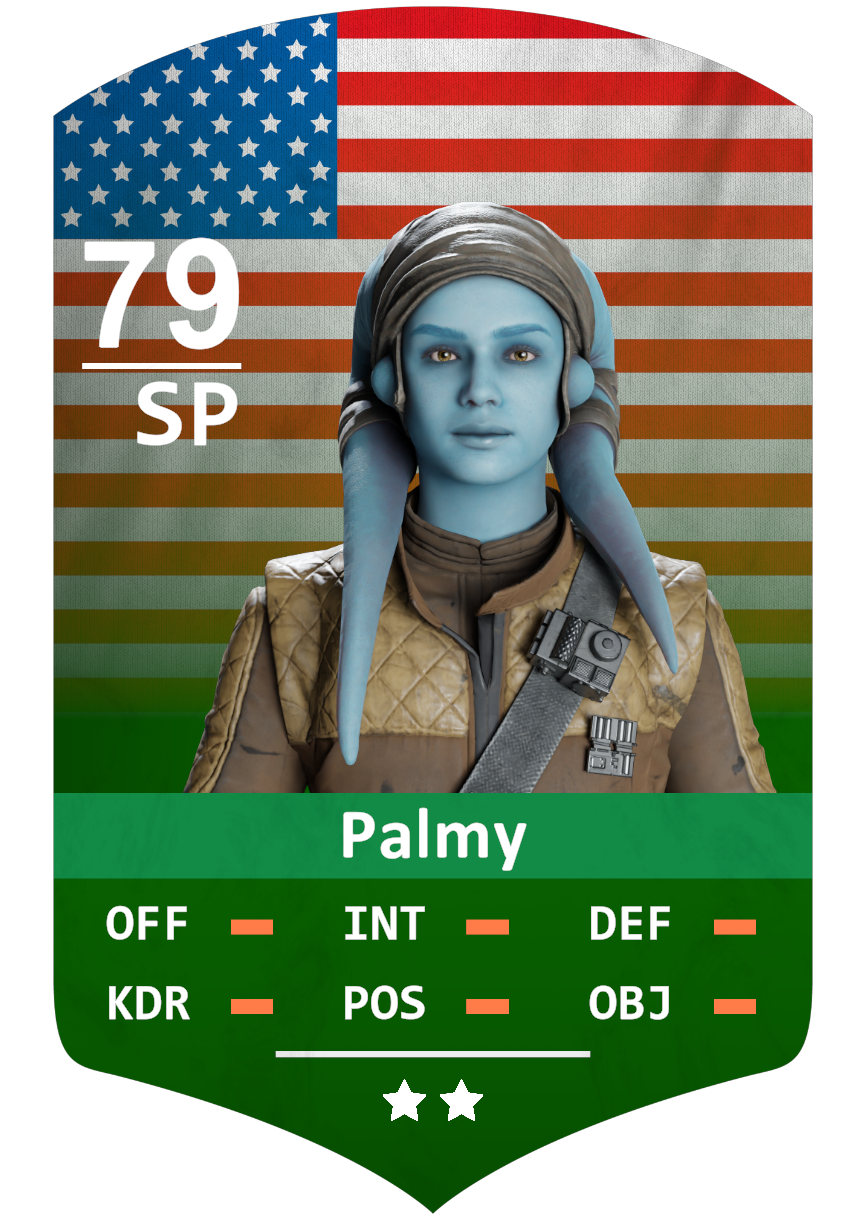 79
SP
Palmy
OFF - INT - DEF -
KDR - POS - OBJ -